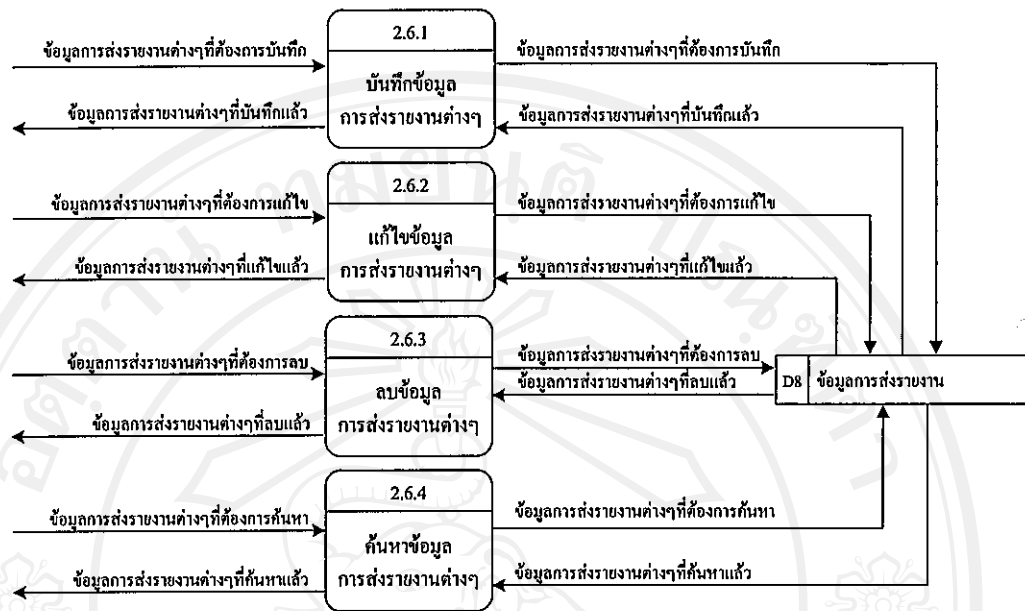 2.6.1
ข้อมูลการส่งรายงานต่างๆที่ต้องการบันทึก
ข้อมูลการส่งรายงานต่างๆที่ต้องการบันทึก
บันทึกข้อมูล
การส่งรายงานต่างๆ
ข้อมูลการส่งรายงานต่างๆที่บันทึกแล้ว
ข้อมูลการส่งรายงานต่างๆที่บันทึกแล้ว
2.6.2
ข้อมูลการส่งรายงานต่างๆที่ต้องการแก้ไข
ข้อมูลการส่งรายงานต่างๆที่ต้องการแก้ไข
แก้ไขข้อมูล
การส่งรายงานต่างๆ
ข้อมูลการส่งรายงานต่างๆที่แก้ไขแล้ว
ข้อมูลการส่งรายงานต่างๆที่แก้ไขแล้ว
2.6.3
ข้อมูลการส่งรายงานต่างๆที่ต้องการลบ
ข้อมูลการส่งรายงานต่างๆที่ต้องการลบ
ลบข้อมูล
การส่งรายงานต่างๆ
ข้อมูลการส่งรายงานต่างๆที่ลบแล้ว
ข้อมูลการส่งรายงานต่างๆที่ลบแล้ว
D8 ข้อมูลการส่งรายงาน
2.6.4
ข้อมูลการส่งรายงานต่างๆที่ต้องการค้นหา
ข้อมูลการส่งรายงานต่างๆที่ต้องการค้นหา
ค้นหาข้อมูล
การส่งรายงานต่างๆ
ข้อมูลการส่งรายงานต่างๆที่ค้นหาแล้ว
ข้อมูลการส่งรายงานต่างๆที่ค้นหาแล้ว
อตฺตานํ ทมยนฺติ ปณฺฑิตา